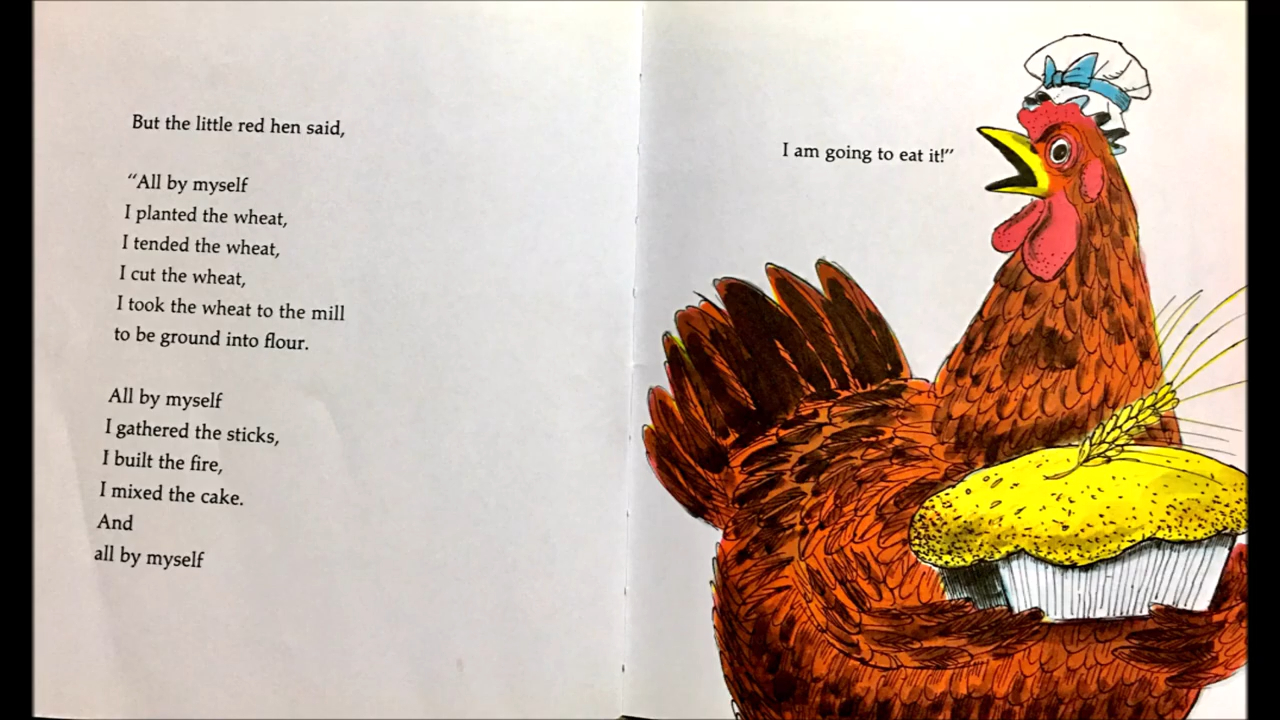 But the little red hen said,
“All by myself
I planted the wheat,
I tended the wheat,
I cut the wheat,
I took the wheat to the mill
to be ground into flour.
All by myself
I gathered the sticks,
I built the fire,
I mixed the cake.
And
all by myself
I am going to eat it!”